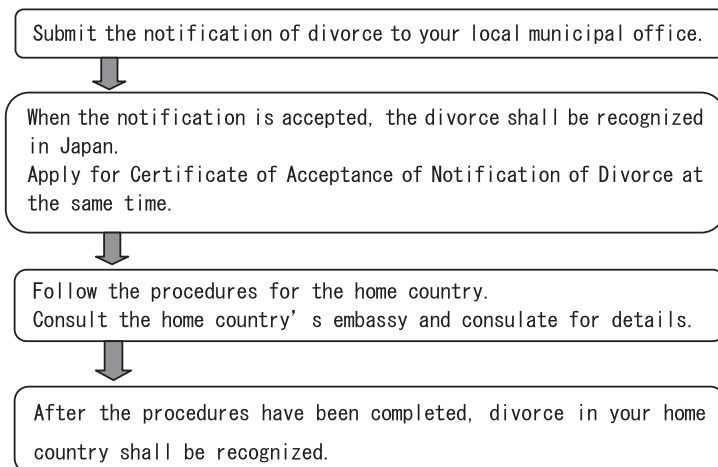 Submit the notification of divorce to your local municipal office.
When the notification is accepted, the divorce shall be recognized
in Japan.
Apply for Certificate of Acceptance of Notification of Divorce at
the same time.
Follow the procedures for the home country.
Consult the home country’s embassy and consulate for details.
After the procedures have been completed, divorce in your home
country shall be recognized.